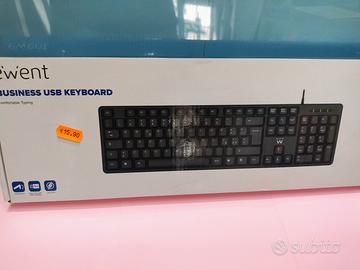 ewent
BUSINESS USB KEYBOARD
Comfortable Typing
€15,90
subito